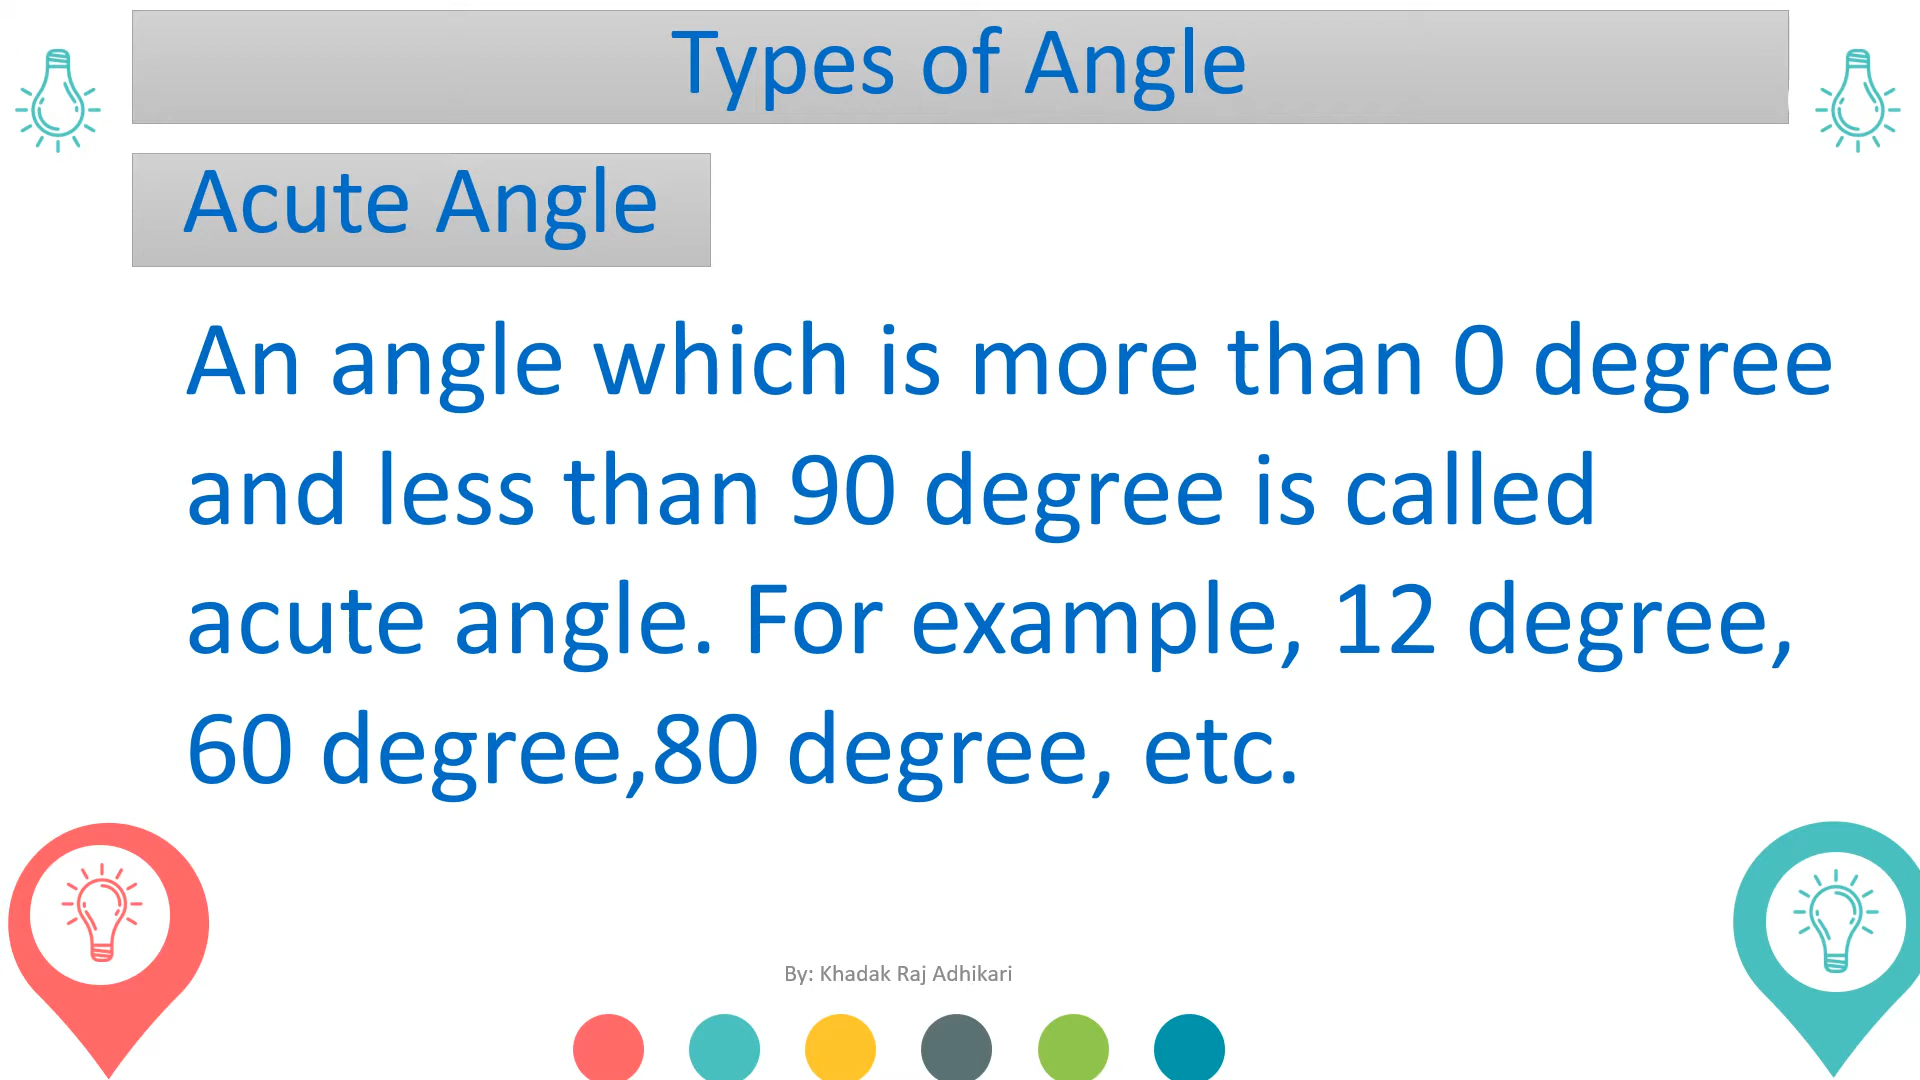 Types of Angle
Acute Angle
An angle which is more than 0 degree
and less than 90 degree is called
acute angle. For example, 12 degree,
60 degree,80 degree, etc.
By: Khadak Raj Adhikari